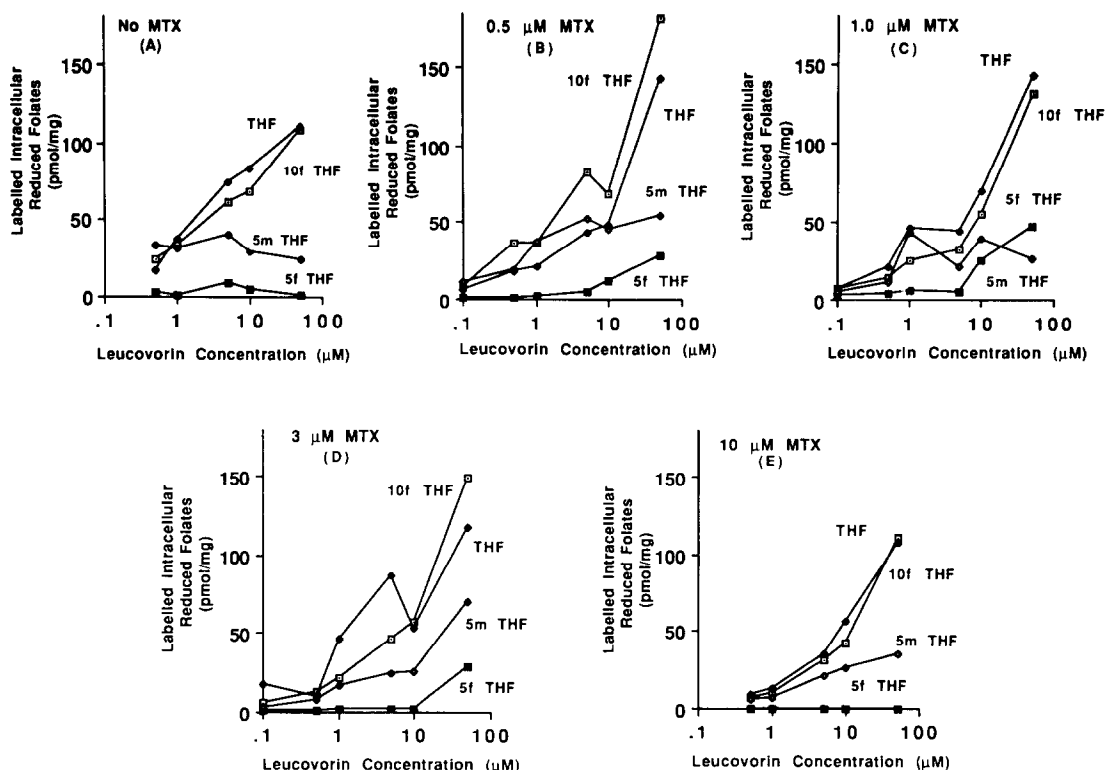 No MTX
(A)
Labelled Intracellular
Reduced Folates
(pmol/mg)
150
100
50
0
THF
10f THF
5m THF
5f THF
.1
1
10
100
Leucovorin Concentration (µM)
0.5 µM MTX
(B)
Labelled Intracellular
Reduced Folates
(pmol/mg)
150
100
50
0
10f THF
THF
5m THF
5f THF
.1
1
10
100
Leucovorin Concentration (µM)
1.0 µM MTX
(C)
Labelled Intracellular
Reduced Folates
(pmol/mg)
150
100
50
0
THF
10f THF
5f THF
5m THF
.1
1
10
100
Leucovorin Concentration (µM)
3 µM MTX
(D)
Labelled Intracellular
Reduced Folates
(pmol/mg)
150
100
50
0
10f THF
THF
5m THF
5f THF
.1
1
10
100
Leucovorin Concentration (µM)
10 µM MTX
(E)
Labelled Intracellular
Reduced Folates
(pmol/mg)
150
100
50
0
THF
10f THF
5m THF
5f THF
.1
1
10
100
Leucovorin Concentration (µM)